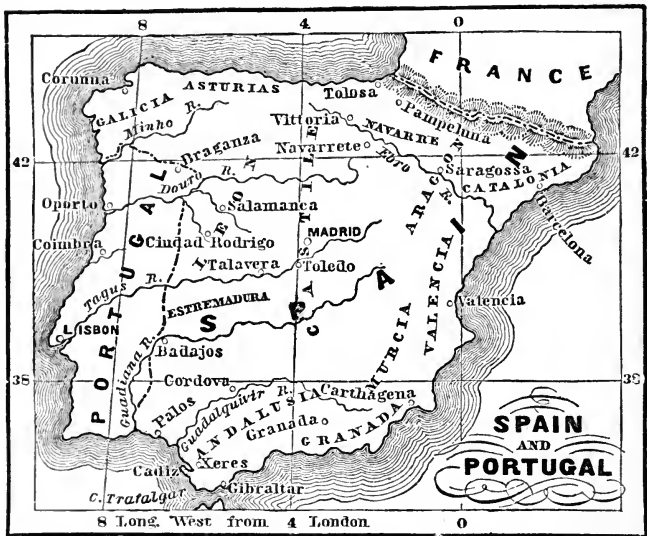 8 4 0
FRANCE
Corunna
ASTURIAS
Tolosa
GALICIA
Pampeluna
Minho R.
Vittoria
NAVARRE
Navarrete
EBRO
42 42
Braganza
Saragossa
Douro R.
CATALONIA
ARAGON
Oporto
Salamanca
Barcelona
LEON
CASTILE
Coimbra
Ciudad Rodrigo
MADRID
PORTUGAL
Talavera
Toledo
Tagus R.
ESTREMADURA
SPAIN
VALENCIA
Valencia
LISBON
MURCIA
Guadiana R.
Badajos
38 38
Cordova
Carthagena
Guadalquivir R.
Palos
ANDALUSIA
Granada
GRANADA
SPAIN
AND
PORTUGAL
Cadiz
Xeres
C. Trafalgar
Gibraltar
8 Long. West from 4 London. 0